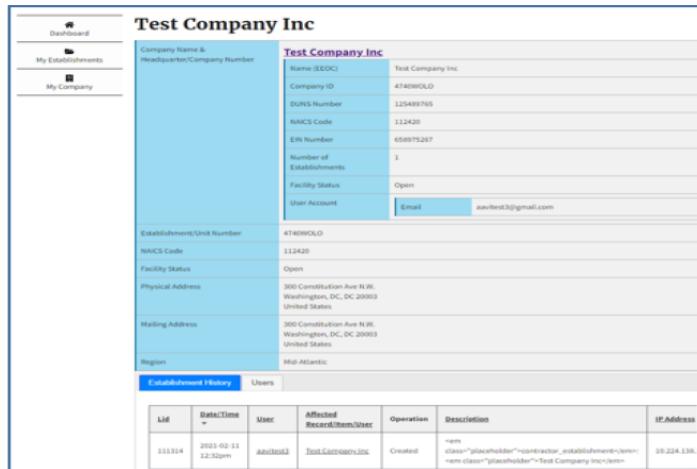 Test Company Inc
Dashboard
My Establishments
My Company
Company Name &
Headquarter/Company Number
Test Company Inc
Name (EEOC) Test Company Inc
Company ID 4740WOLO
DUNS Number 125489765
NAICS Code 112420
EIN Number 658975267
Number of
Establishments 1
Facility Status Open
User Account Email aavitest3@gmail.com
Establishment/Unit Number 4740WOLO
NAICS Code 112420
Facility Status Open
Physical Address 300 Constitution Ave N.W.
Washington, DC, DC 20003
United States
Mailing Address 300 Constitution Ave N.W.
Washington, DC, DC 20003
United States
Region Mid-Atlantic
Establishment History Users
Lid Date/Time User Affected Record/Item/User Operation Description IP Address
111314 2021-02-11 12:32pm aavitest3 Test Company Inc Created <em
class="placeholder">contractor_establishment</em>:
<em class="placeholder">Test Company Inc</em>